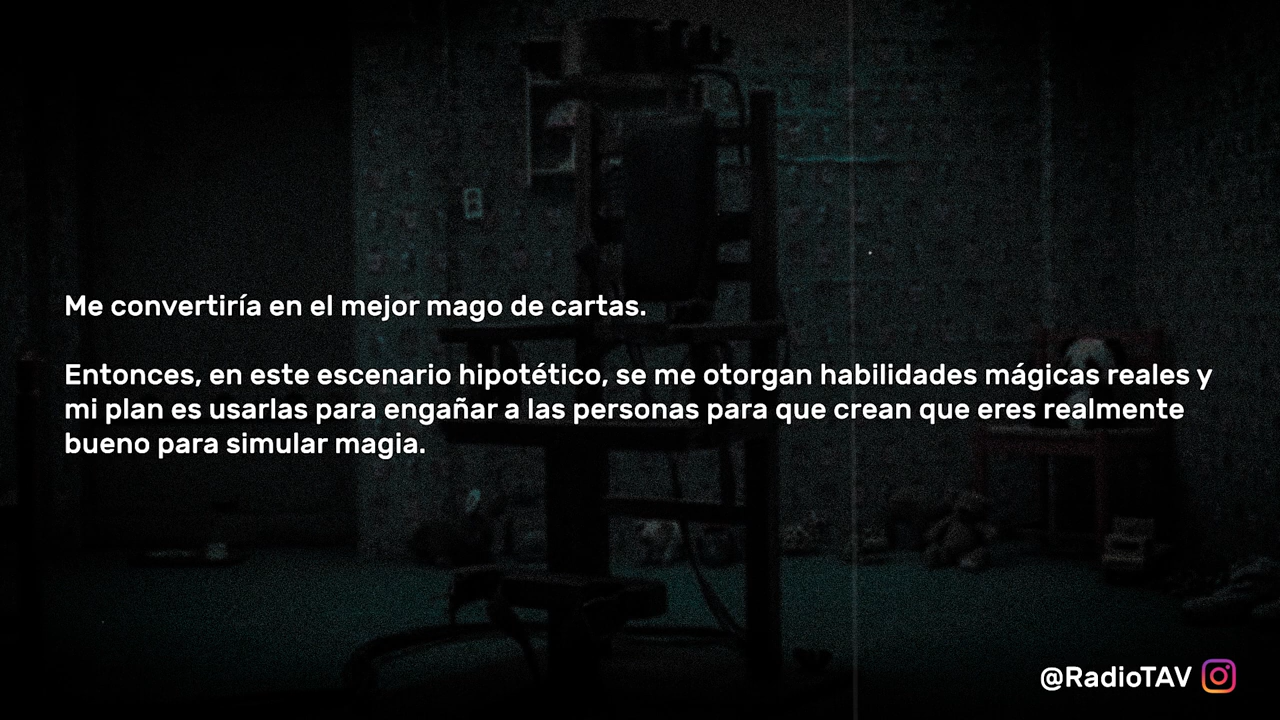 Me convertiría en el mejor mago de cartas.
Entonces, en este escenario hipotético, se me otorgan habilidades mágicas reales y
mi plan es usarlas para engañar a las personas para que crean que eres realmente
bueno para simular magia.
@RadioTAV